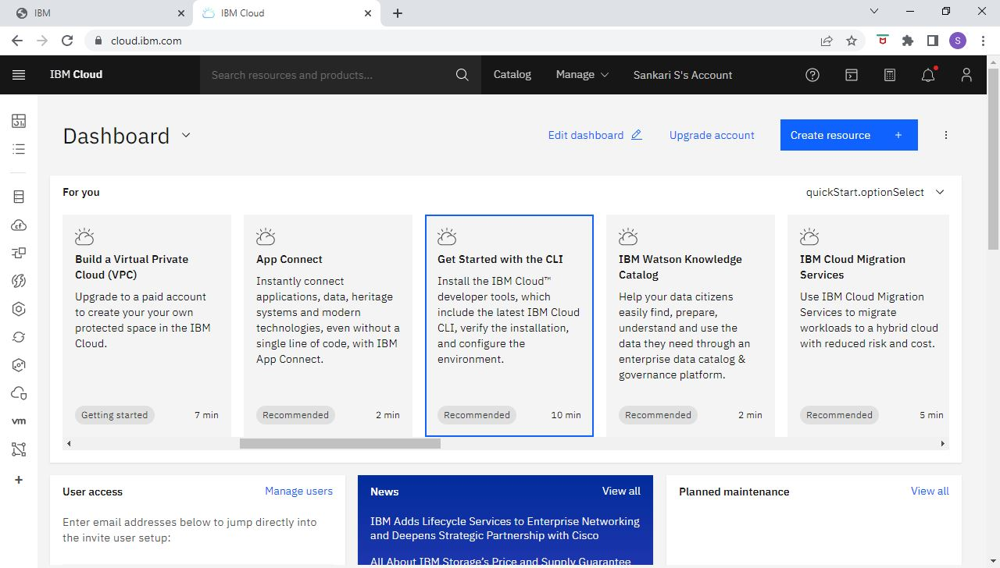 IBM
IBM Cloud
cloud.ibm.com
S
IBM Cloud
Search resources and products...
Catalog
Manage
Sankari S's Account
Dashboard
Edit dashboard
Upgrade account
Create resource +
For you
quickStart.optionSelect
Build a Virtual Private
Cloud (VPC)
Upgrade to a paid account
to create your your own
protected space in the IBM
Cloud.
Getting started
7 min
App Connect
Instantly connect
applications, data, heritage
systems and modern
technologies, even without a
single line of code, with IBM
App Connect.
Recommended
2 min
Get Started with the CLI
Install the IBM Cloud™
developer tools, which
include the latest IBM Cloud
CLI, verify the installation,
and configure the
environment.
Recommended
10 min
IBM Watson Knowledge
Catalog
Help your data citizens
easily find, prepare,
understand and use the
data they need through an
enterprise data catalog &
governance platform.
Recommended
2 min
IBM Cloud Migration
Services
Use IBM Cloud Migration
Services to migrate
workloads to a hybrid cloud
with reduced risk and cost.
Recommended
5 min
cf
vm
User access
Manage users
Enter email addresses below to jump directly into
the invite user setup:
News
View all
IBM Adds Lifecycle Services to Enterprise Networking
and Deepens Strategic Partnership with Cisco
All About IBM Storage's Price and Supply Guarantee
Planned maintenance
View all